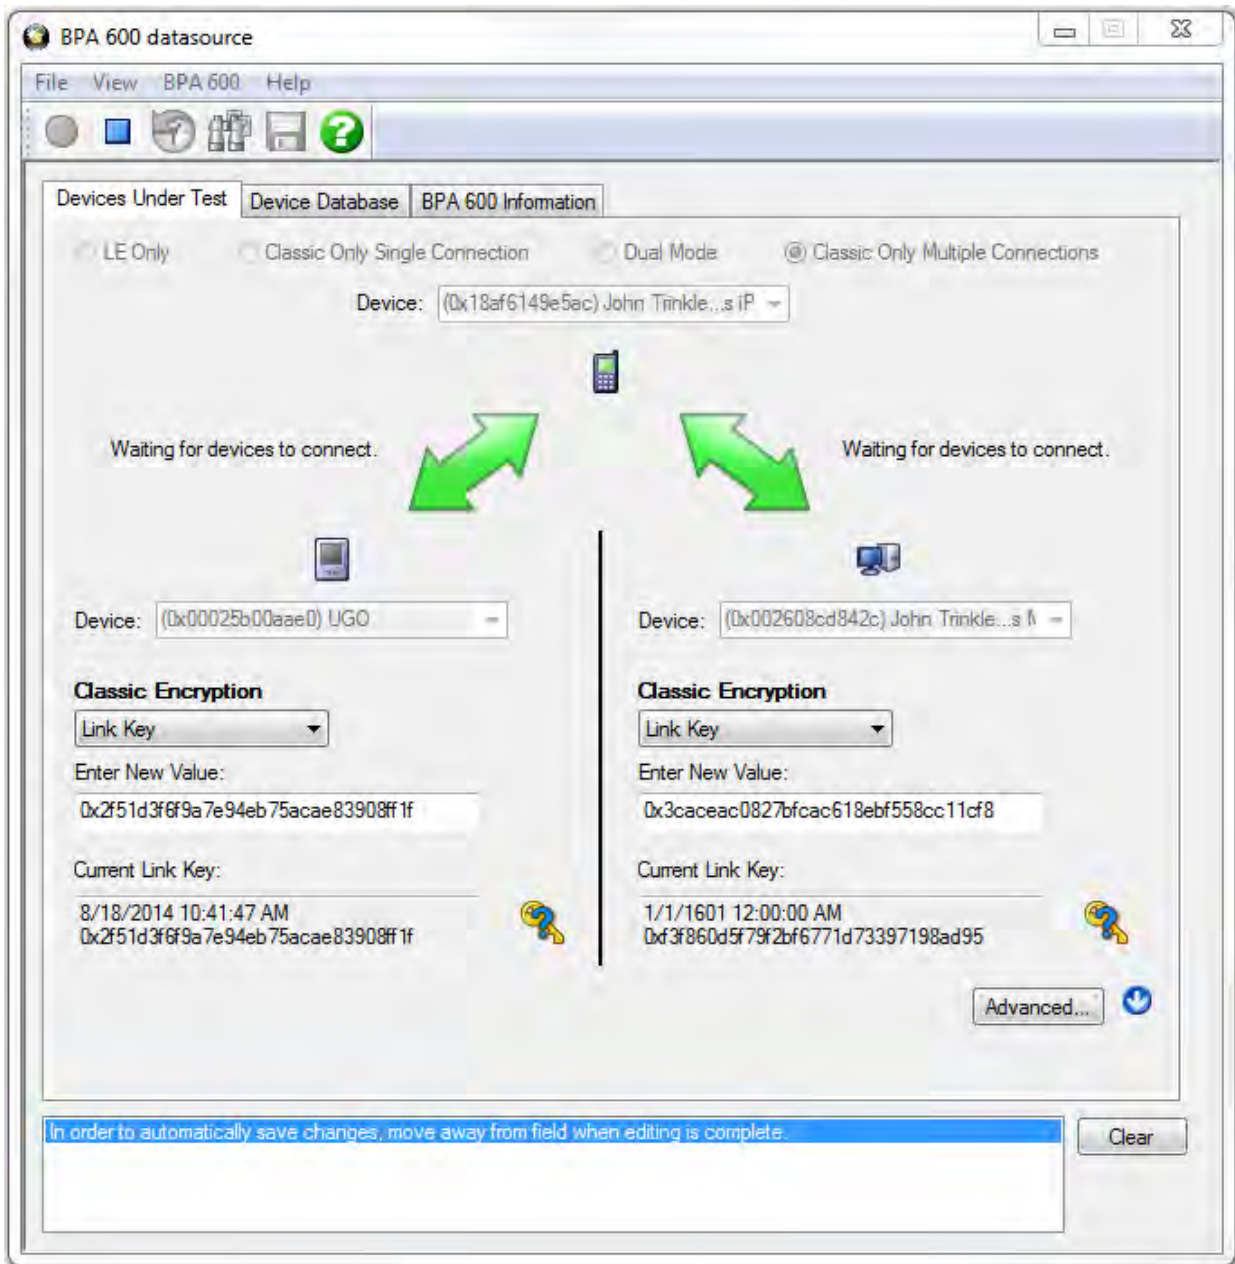 BPA 600 datasource
File View BPA 600 Help
Devices Under Test Device Database BPA 600 Information
LE Only Classic Only Single Connection Dual Mode Classic Only Multiple Connections
Device: (0x18af6149e5ac) John Trinkle...s iP
Waiting for devices to connect. Waiting for devices to connect.
Device: (0x00025b00aae0) UGO Device: (0x002608cd842c) John Trinkle...s M
Classic Encryption Classic Encryption
Link Key Link Key
Enter New Value: Enter New Value:
0x2f51d3f6f9a7e94eb75acae83908ff1f 0x3caceac0827bfcac618ebf558cc11cf8
Current Link Key: Current Link Key:
8/18/2014 10:41:47 AM 1/1/1601 12:00:00 AM
0x2f51d3f6f9a7e94eb75acae83908ff1f 0xf3f860d5f79f2bf6771d73397198ad95
Advanced...
In order to automatically save changes, move away from field when editing is complete.
Clear